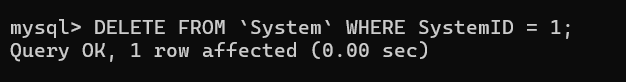 mysql> DELETE FROM `System` WHERE SystemID = 1;
Query OK, 1 row affected (0.00 sec)